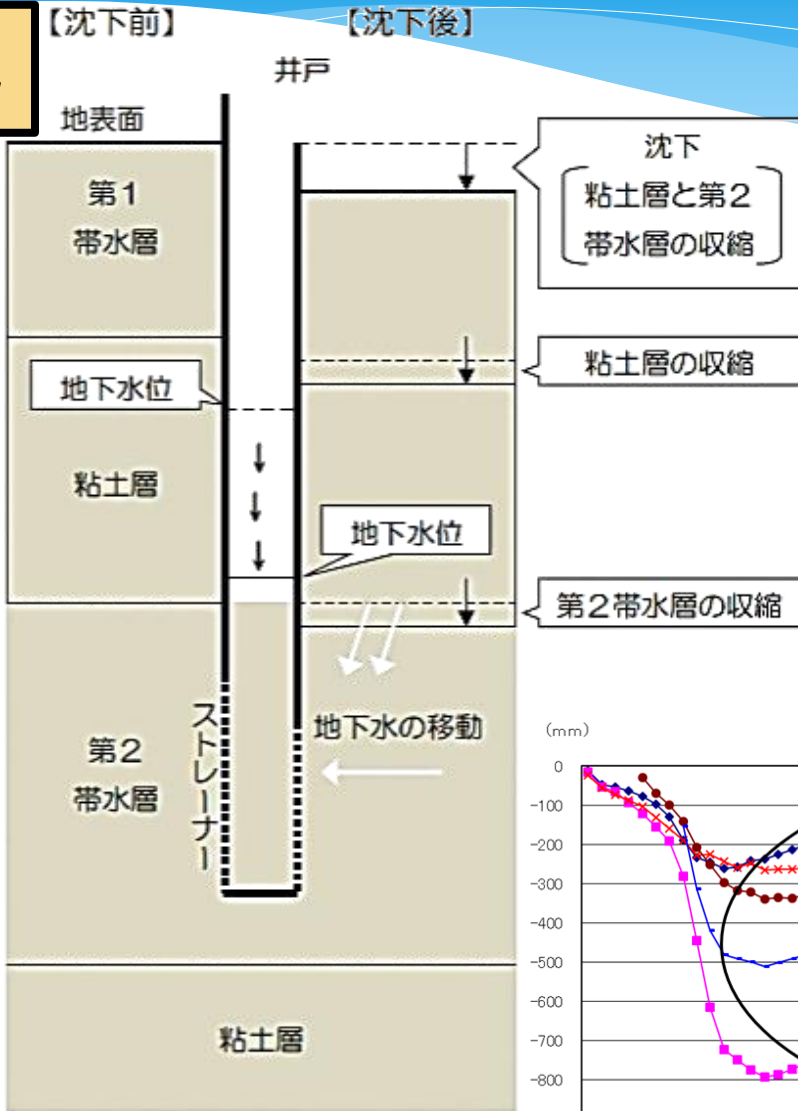 【沈下前】
【沈下後】
井戸
地表面
第1
帯水層
沈下
粘土層と第2
帯水層の収縮
粘土層の収縮
地下水位
粘土層
地下水位
第2帯水層の収縮
ストレーナー
地下水の移動
第2
帯水層
粘土層
(mm)
0
-100
-200
-300
-400
-500
-600
-700
-800